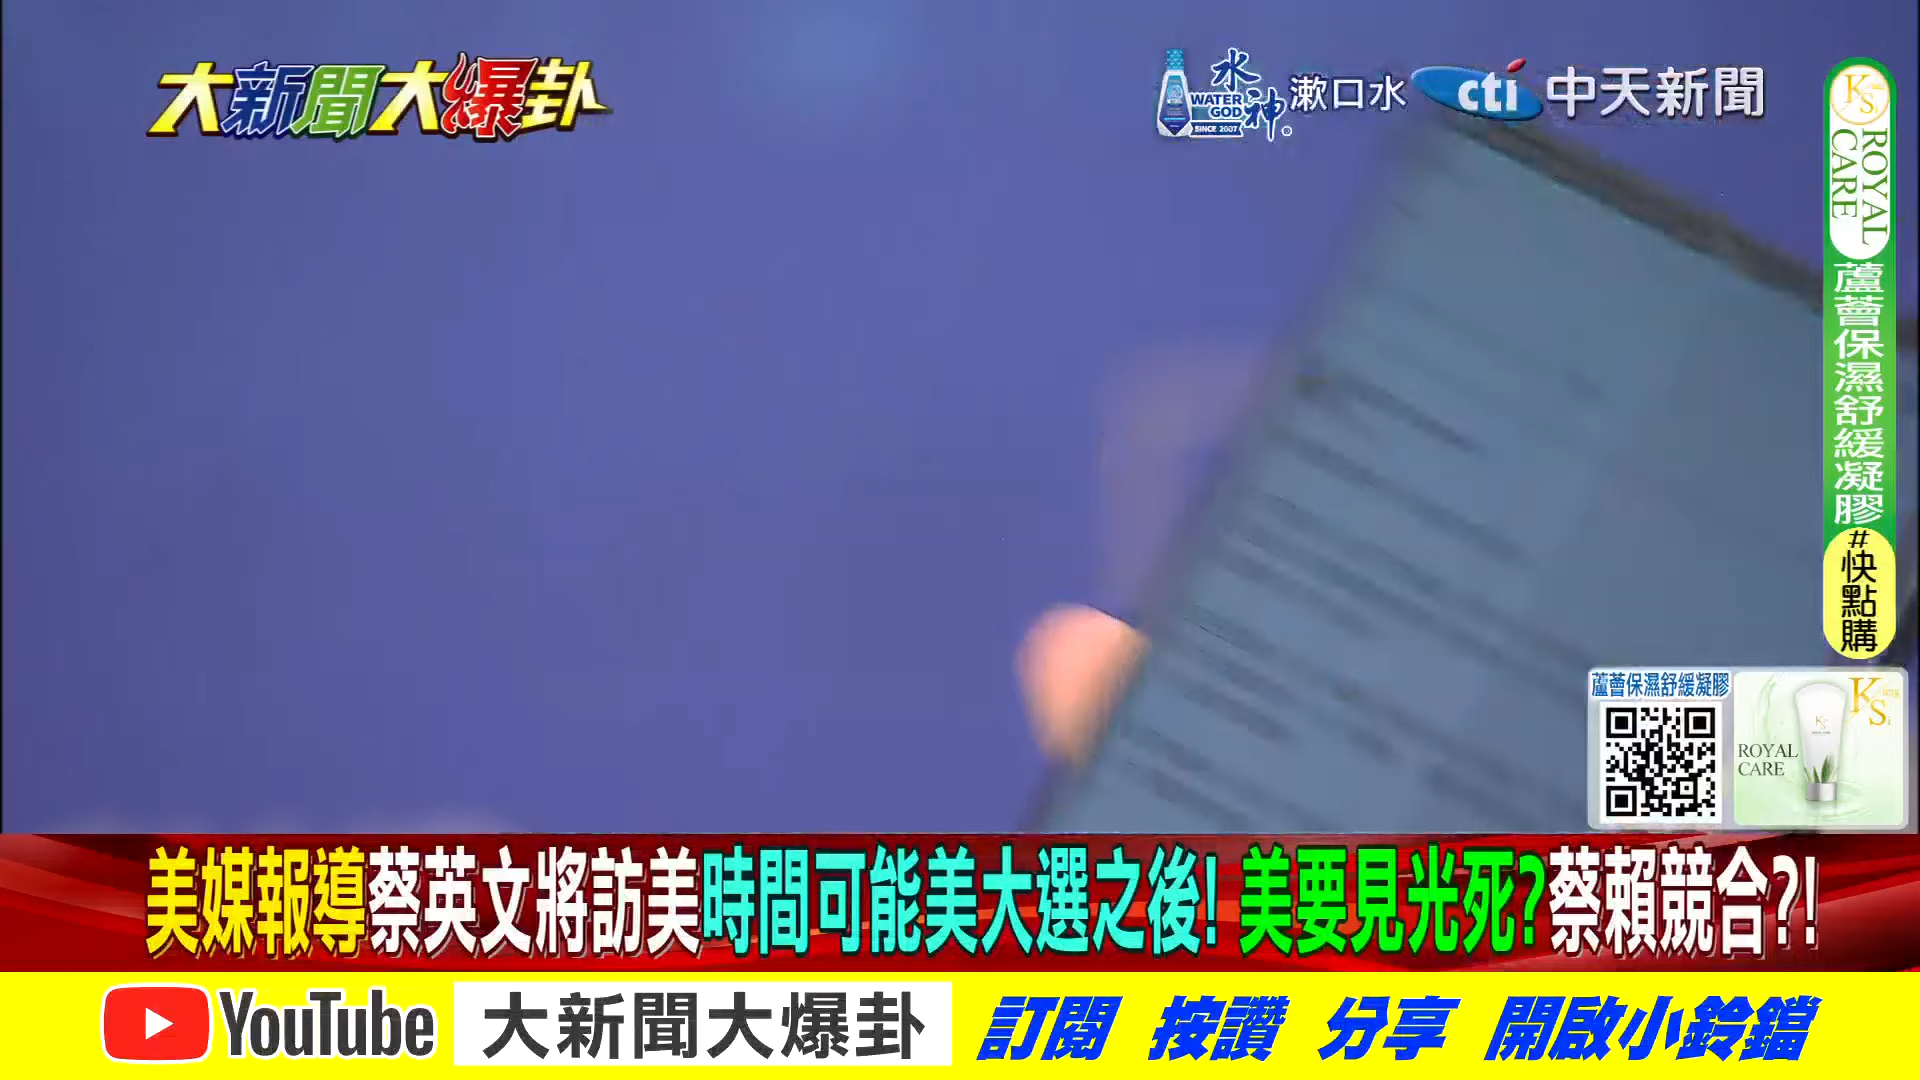 大新聞大爆卦
水神
WATER
GOD
SINCE 2007
漱口水
cti 中天新聞
KS
ROYAL
CARE
蘆薈保濕舒緩凝膠
#快點購
蘆薈保濕舒緩凝膠
ROYAL
CARE
美媒報導蔡英文將訪美時間可能美大選之後! 美要見光死?蔡賴競合?!
YouTube 大新聞大爆卦 訂閱 按讚 分享 開啟小鈴鐺